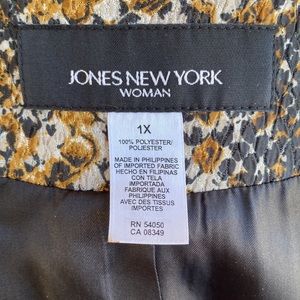 JONES NEW YORK
WOMAN
1X
100% POLYESTER/
POLIESTER
MADE IN PHILIPPINES
OF IMPORTED FABRIC
HECHO EN FILIPINAS
CON TELA
IMPORTADA
FABRIQUE AUX
PHILIPPINES
AVEC DES TISSUS
IMPORTES
RN 54050
CA 08349